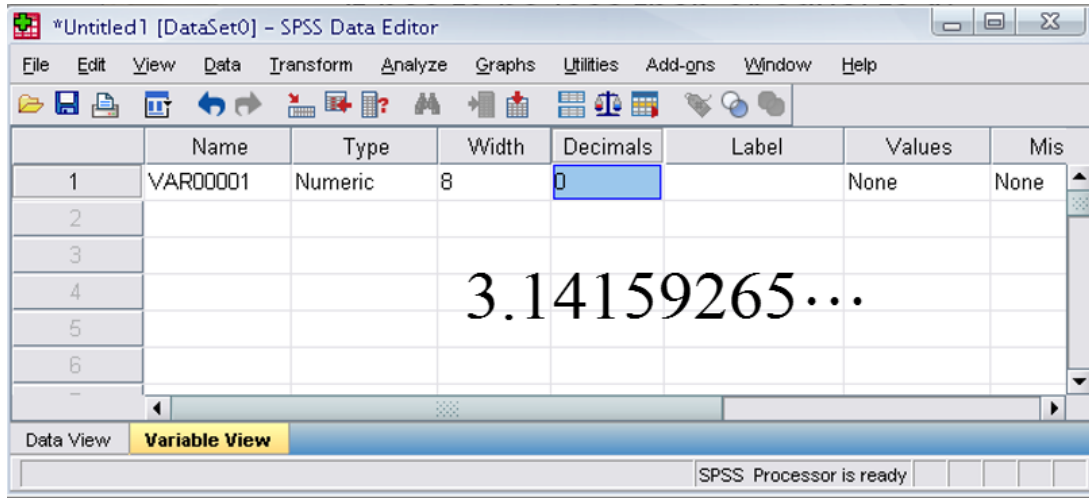 *Untitled1 [DataSet0] - SPSS Data Editor
File Edit View Data Transform Analyze Graphs Utilities Add-ons Window Help
Name Type Width Decimals Label Values Mis
1 VAR00001 Numeric 8 0 None None
2
3
4
3.14159265...
5
6
Data View Variable View
SPSS Processor is ready